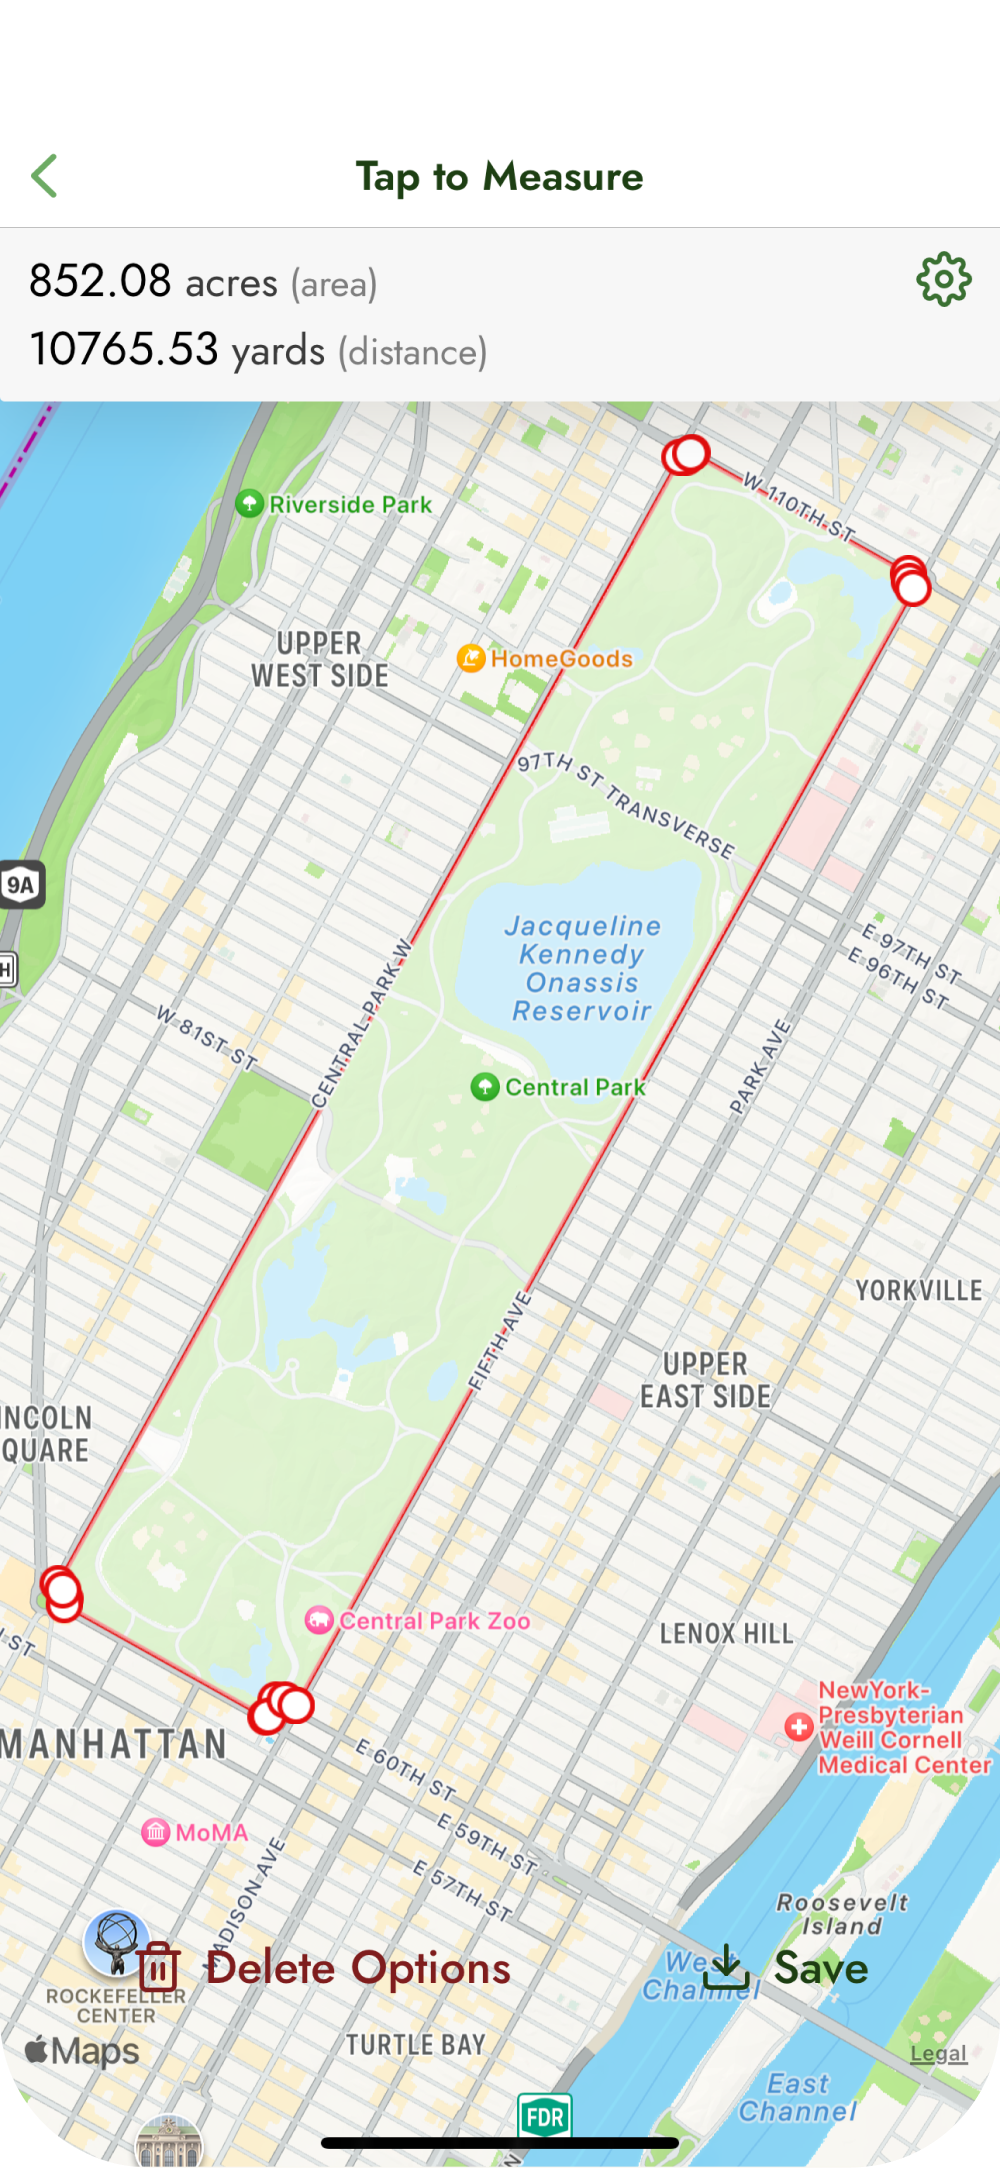 Tap to Measure
852.08 acres (area)
10765.53 yards (distance)
W 110TH ST
Riverside Park
UPPER
WEST SIDE
HomeGoods
97TH ST TRANSVERSE
9A
H
Jacqueline
Kennedy
Onassis
Reservoir
E 97TH ST
E 96TH ST
CENTRAL PARK W
W 81ST ST
PARK AVE
Central Park
YORKVILLE
FIFTH AVE
UPPER
EAST SIDE
INCOLN
QUARE
Central Park Zoo
LENOX HILL
ST
NewYork-
Presbyterian
Weill Cornell
Medical Center
MANHATTAN
E 60TH ST
E 59TH ST
E 57TH ST
MoMA
MADISON AVE
Roosevelt
Island
West
Channel
Delete Options
Save
ROCKEFELLER
CENTER
Maps
TURTLE BAY
Legal
East
Channel
FDR